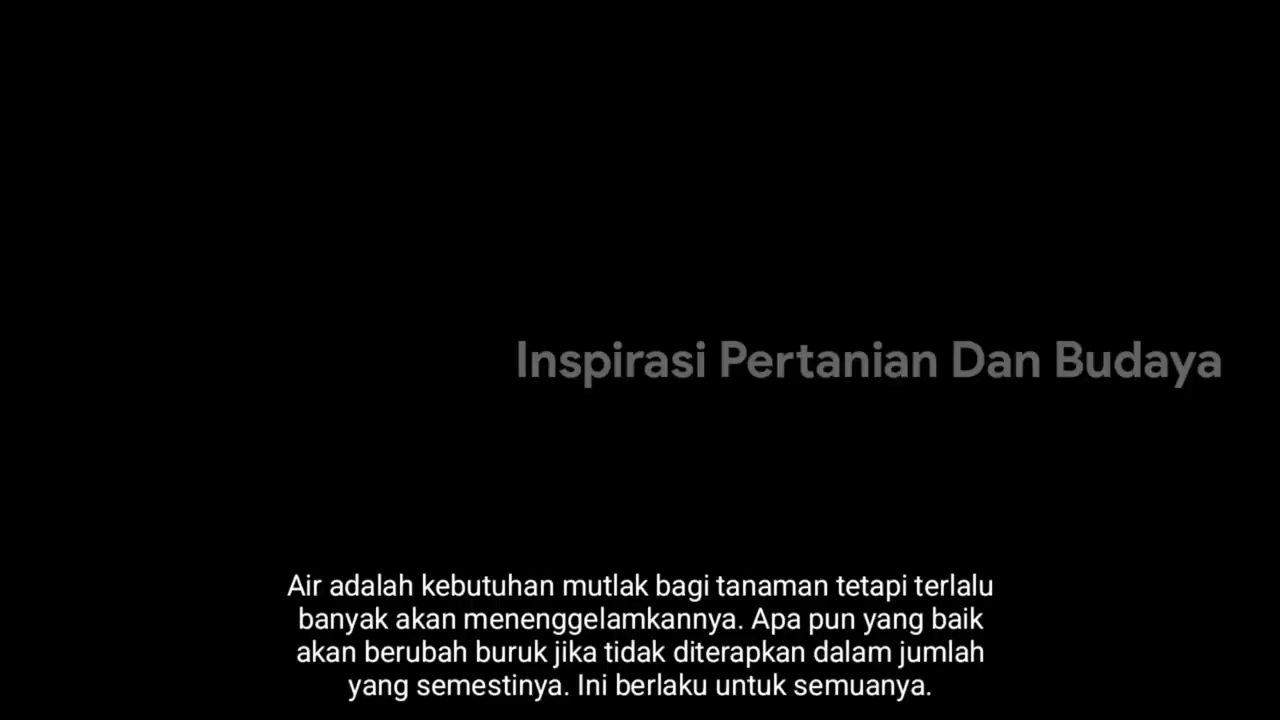 Inspirasi Pertanian Dan Budaya
Air adalah kebutuhan mutlak bagi tanaman tetapi terlalu
banyak akan menenggelamkannya. Apa pun yang baik
akan berubah buruk jika tidak diterapkan dalam jumlah
yang semestinya. Ini berlaku untuk semuanya.